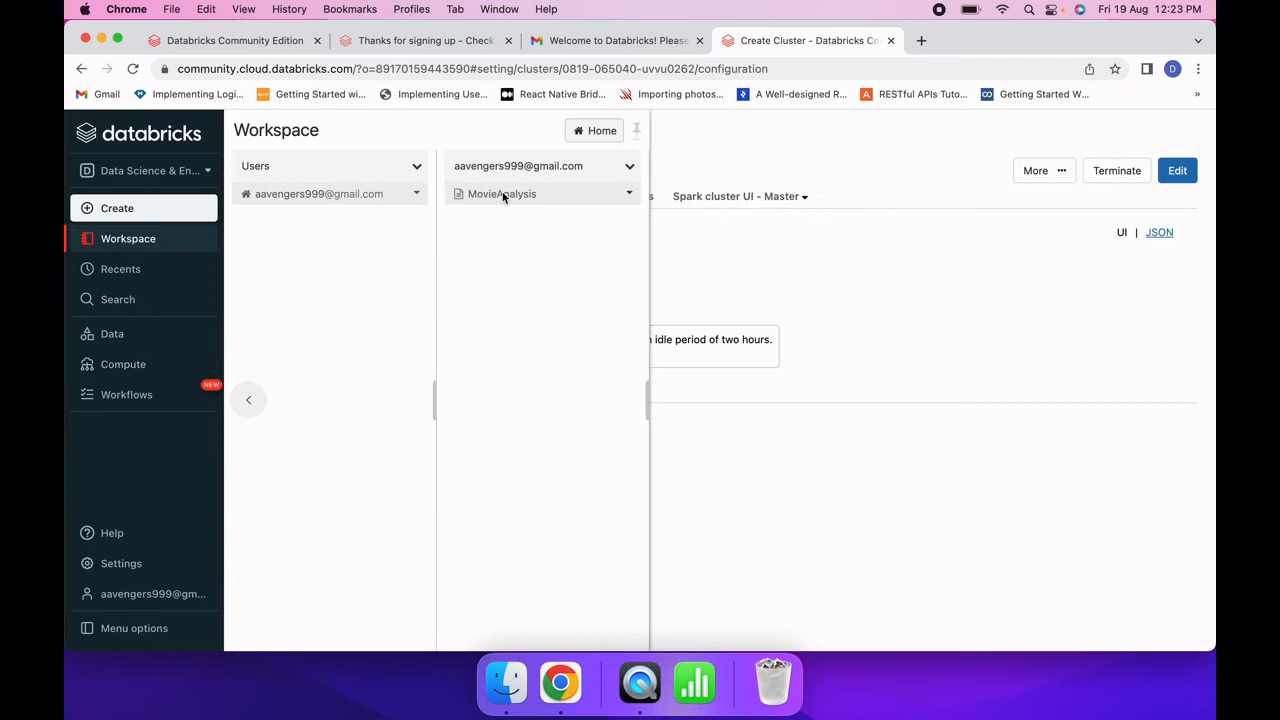 Chrome File Edit View History Bookmarks Profiles Tab Window Help Fri 19 Aug 12:23 PM
Databricks Community Edition Thanks for signing up - Check Welcome to Databricks! Please Create Cluster - Databricks Co
community.cloud.databricks.com/?o=89170159443590#setting/clusters/0819-065040-uvvu0262/configuration D
Gmail Implementing Logi... Getting Started wi... Implementing Use... React Native Brid... Importing photos... A Well-designed R... RESTful APIs Tuto... Getting Started W... »
databricks
D Data Science & En...
Create
Workspace
Recents
Search
Data
Compute
NEW
Workflows
Help
Settings
aavengers999@gm...
Menu options
Workspace Home
Users
aavengers999@gmail.com
aavengers999@gmail.com
MovieAnalysis
More ··· Terminate Edit
s Spark cluster UI - Master
UI | JSON
n idle period of two hours.